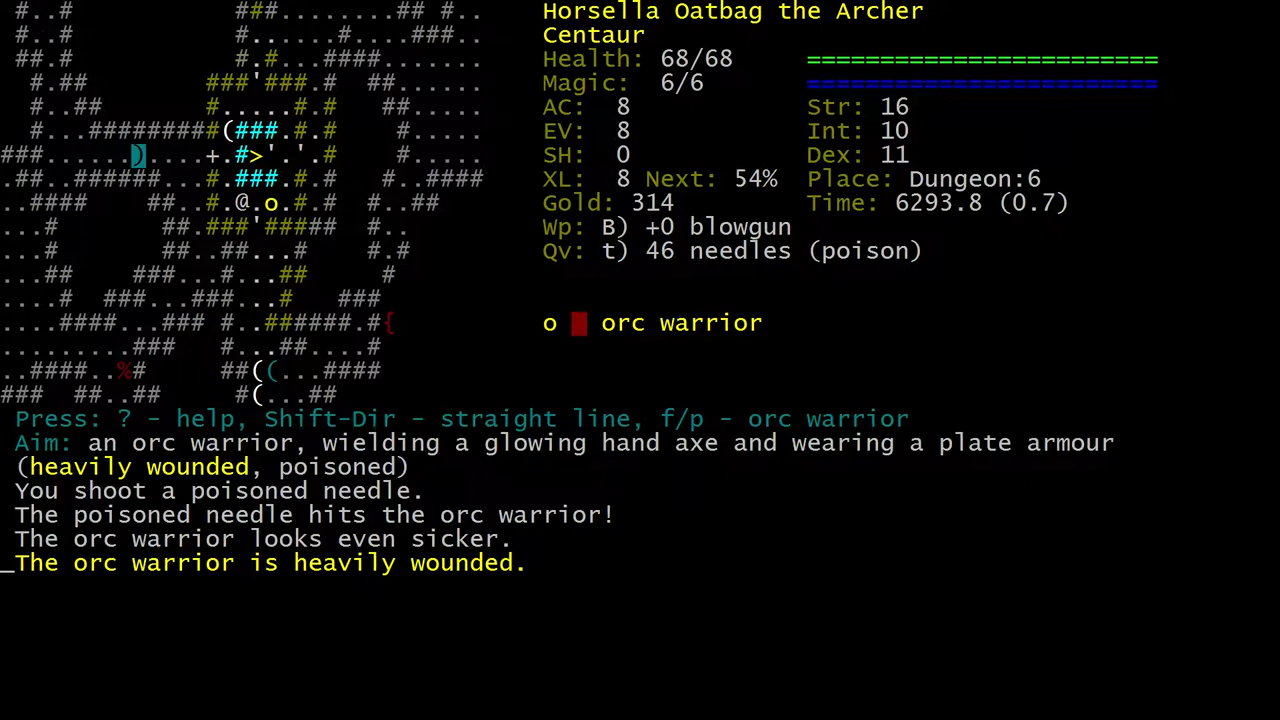 #..#           ###........## #..         Horsella Oatbag the Archer
#..#           #.......#....###..        Centaur
##.#           #.#...####.......         Health: 68/68    ========================
#.##        ###'###.#  ##.....           Magic:  6/6      ========================
#..##       #.....#.#   ##....           AC:  8           Str: 16
#...#########(###.#.#    #.....          EV:  8           Int: 10
###......)....+.#>'.'.#    #.....        SH:  0           Dex: 11
.##..######...#.###.#.#  #..####         XL:  8 Next: 54% Place: Dungeon:6
..####    ##..#.@.o.#.#  #..##           Gold: 314        Time: 6293.8 (0.7)
...#       ##.###'#####  #..             Wp: B) +0 blowgun
...#       ##..##...#    #.#             Qv: t) 46 needles (poison)
...##     ###...#...##    #
....#  ###...###...#   ###
....####...### #..######.#{              o   orc warrior
.........###   #...##....#
..####..%#     ##((...####
###  ##..##     #(...##
Press: ? - help, Shift-Dir - straight line, f/p - orc warrior
Aim: an orc warrior, wielding a glowing hand axe and wearing a plate armour
(heavily wounded, poisoned)
You shoot a poisoned needle.
The poisoned needle hits the orc warrior!
The orc warrior looks even sicker.
_The orc warrior is heavily wounded.